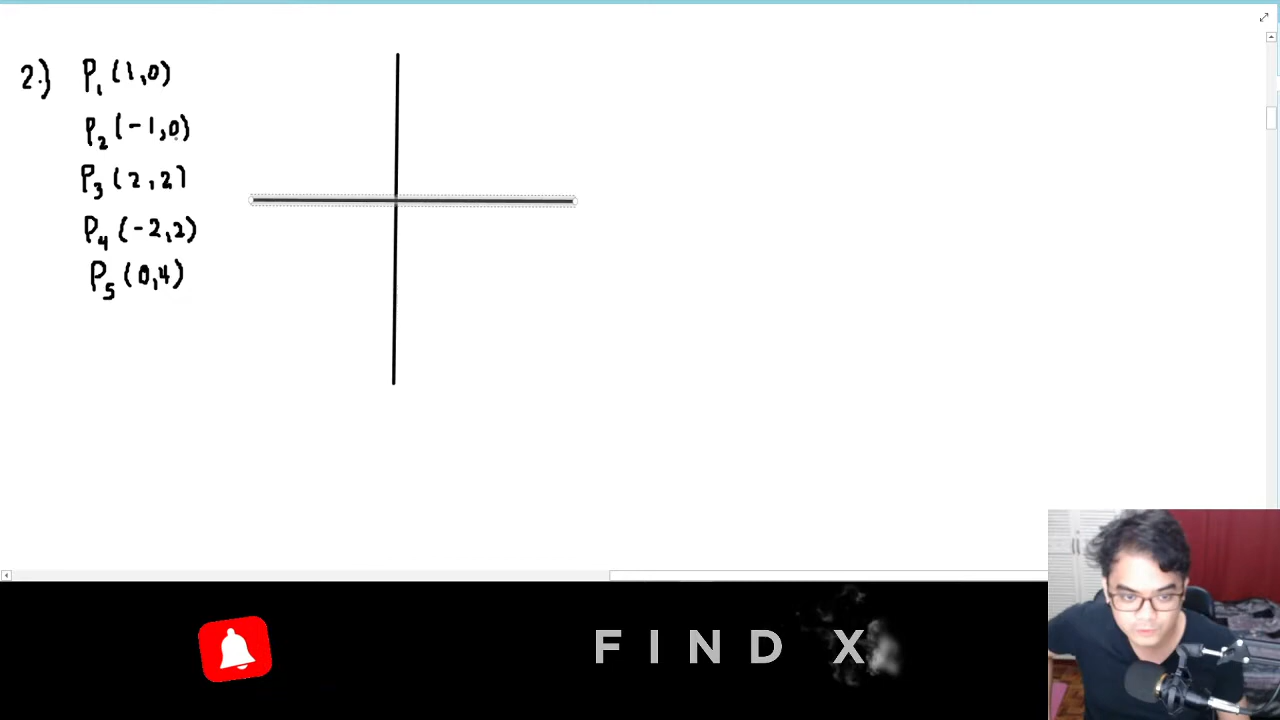 2.) P₁ (1,0)
P₂ (-1,0)
P₃ (2,2)
P₄ (-2,2)
P₅ (0,4)
FIND X